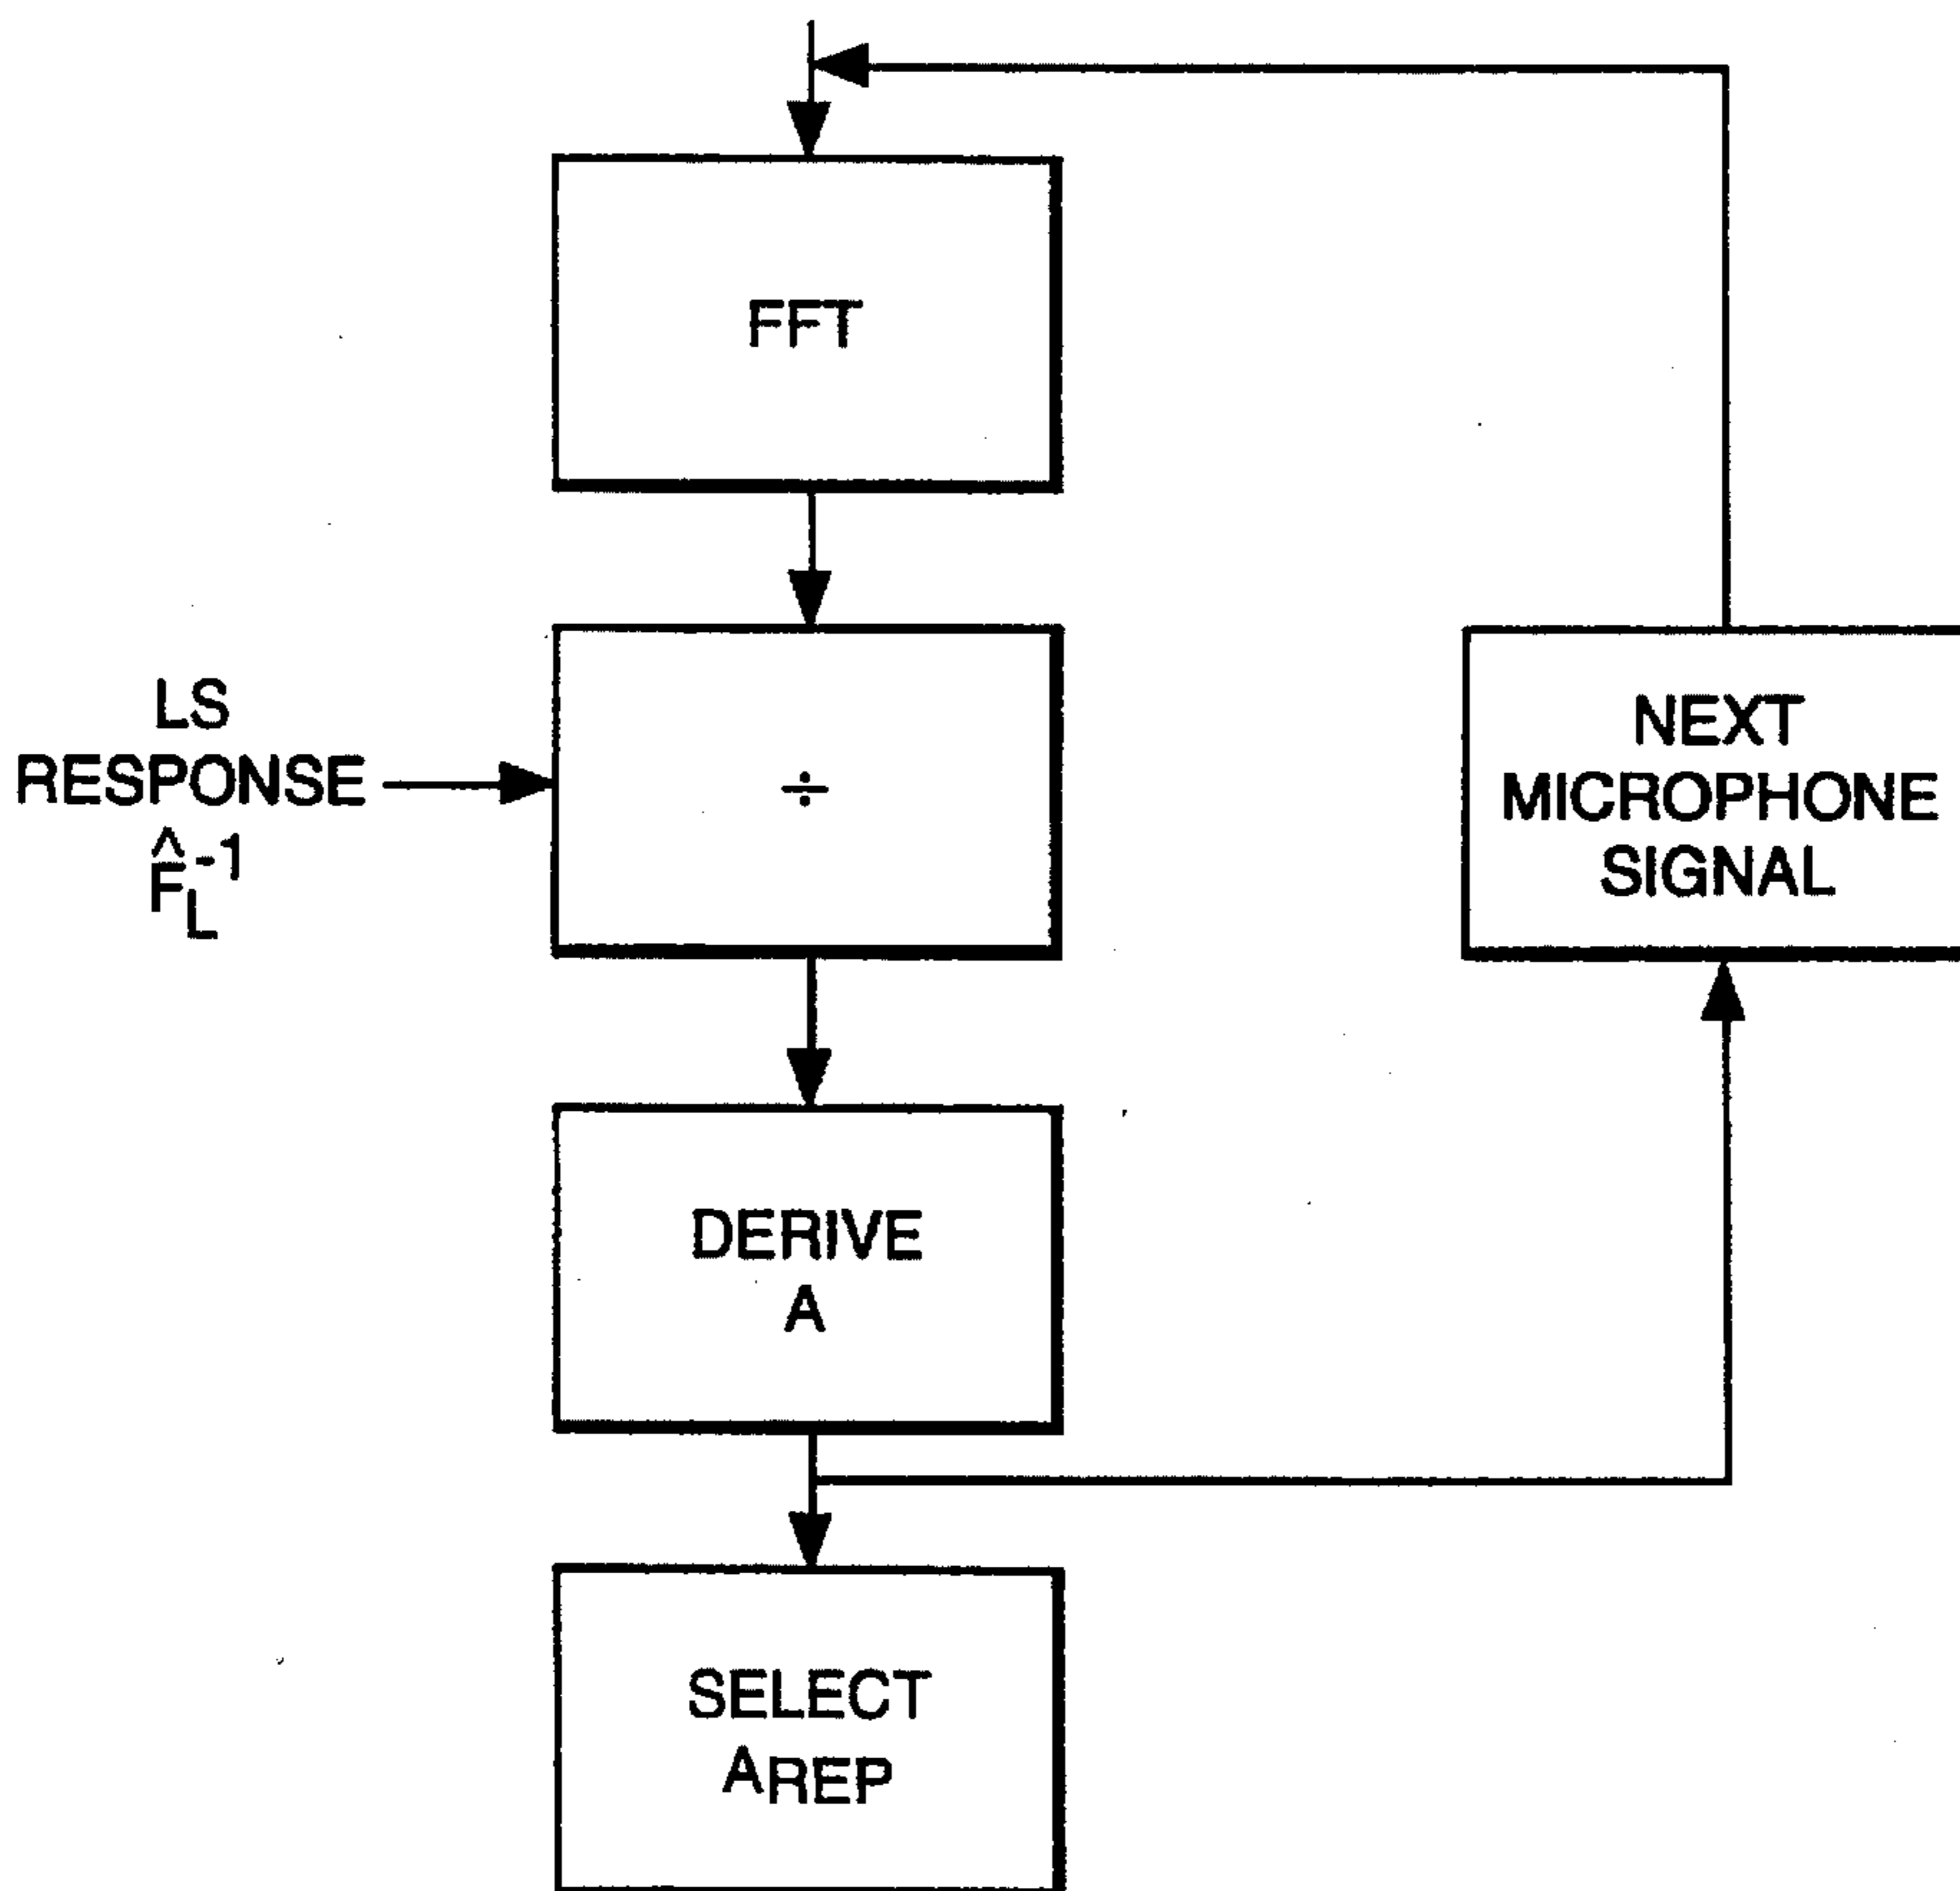 FFT
LS
RESPONSE
F̂L⁻¹
÷
NEXT
MICROPHONE
SIGNAL
DERIVE
A
SELECT
AREP